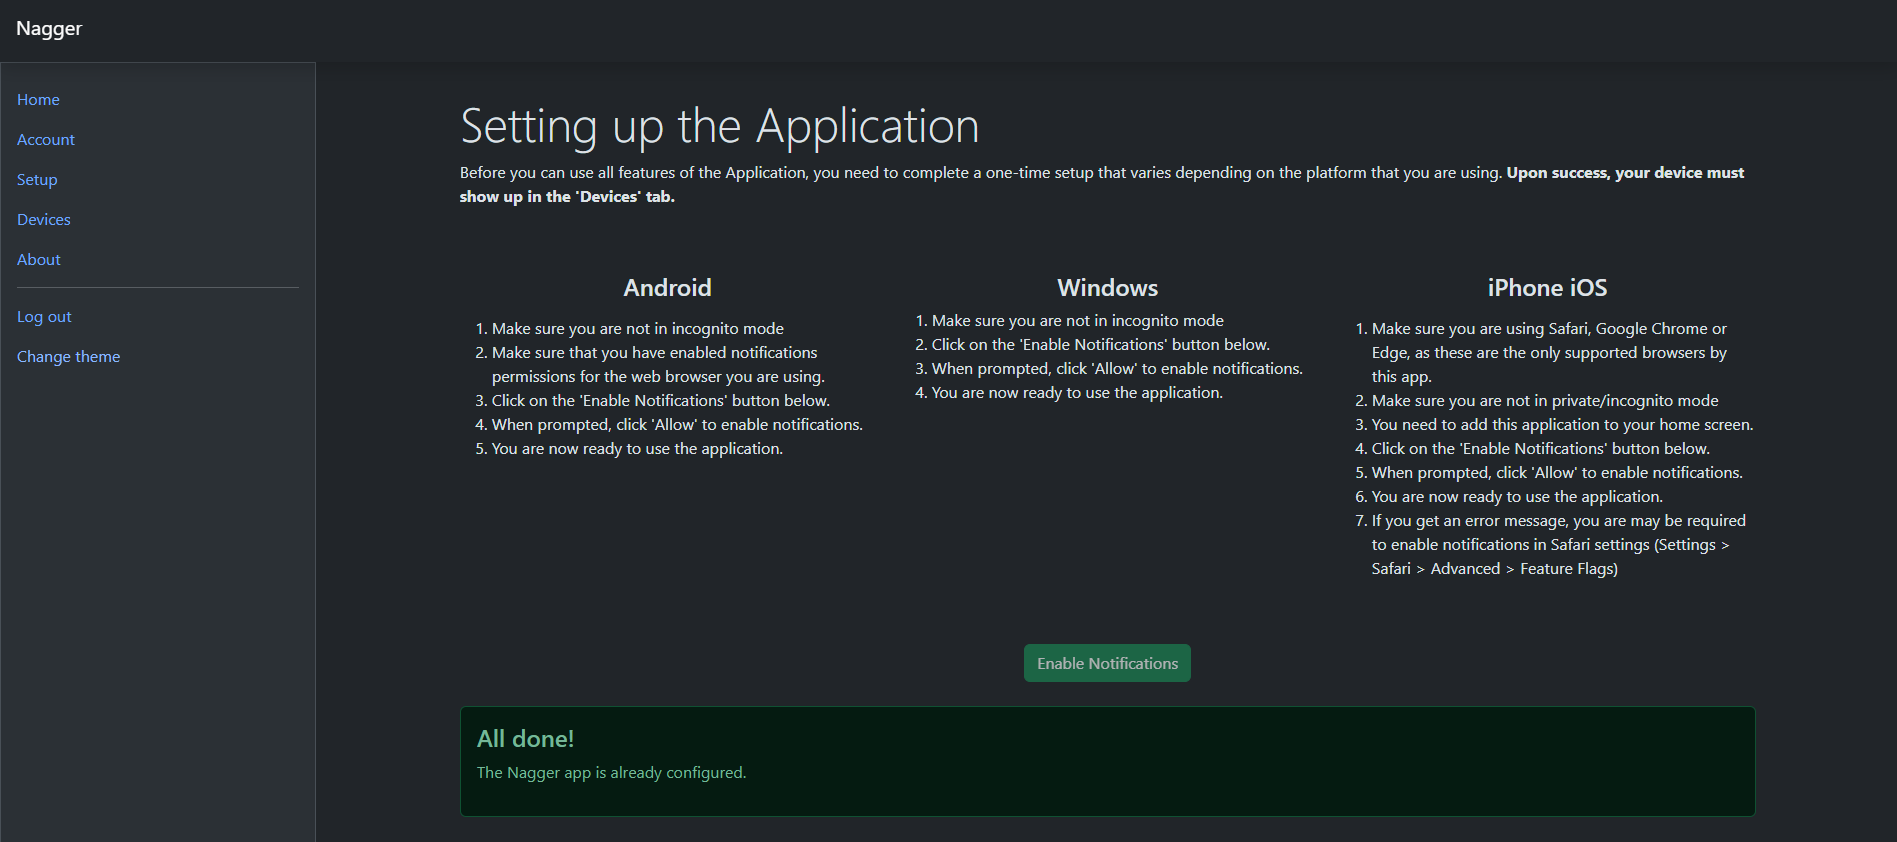 Nagger
Home
Account
Setup
Devices
About
Log out
Change theme
Setting up the Application
Before you can use all features of the Application, you need to complete a one-time setup that varies depending on the platform that you are using. Upon success, your device must
show up in the 'Devices' tab.
Android
1. Make sure you are not in incognito mode
2. Make sure that you have enabled notifications
permissions for the web browser you are using.
3. Click on the 'Enable Notifications' button below.
4. When prompted, click 'Allow' to enable notifications.
5. You are now ready to use the application.
Windows
1. Make sure you are not in incognito mode
2. Click on the 'Enable Notifications' button below.
3. When prompted, click 'Allow' to enable notifications.
4. You are now ready to use the application.
iPhone iOS
1. Make sure you are using Safari, Google Chrome or
Edge, as these are the only supported browsers by
this app.
2. Make sure you are not in private/incognito mode
3. You need to add this application to your home screen.
4. Click on the 'Enable Notifications' button below.
5. When prompted, click 'Allow' to enable notifications.
6. You are now ready to use the application.
7. If you get an error message, you are may be required
to enable notifications in Safari settings (Settings >
Safari > Advanced > Feature Flags)
Enable Notifications
All done!
The Nagger app is already configured.